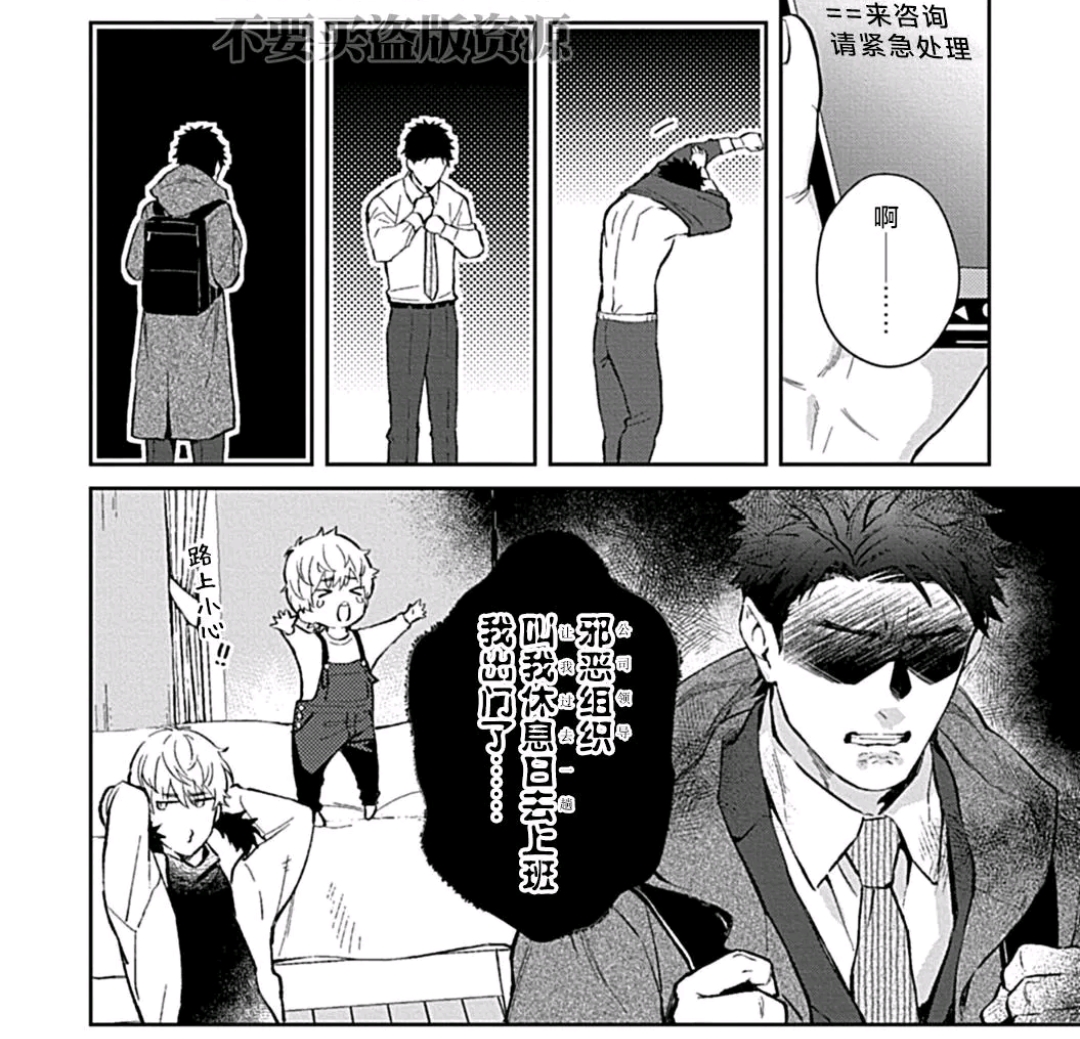 不要买盗版资源
==来咨询
请紧急处理
啊
………
公司领导
邪恶组织
让我过去一趟
叫我休息日去上班
我出门了……
路上小心!!